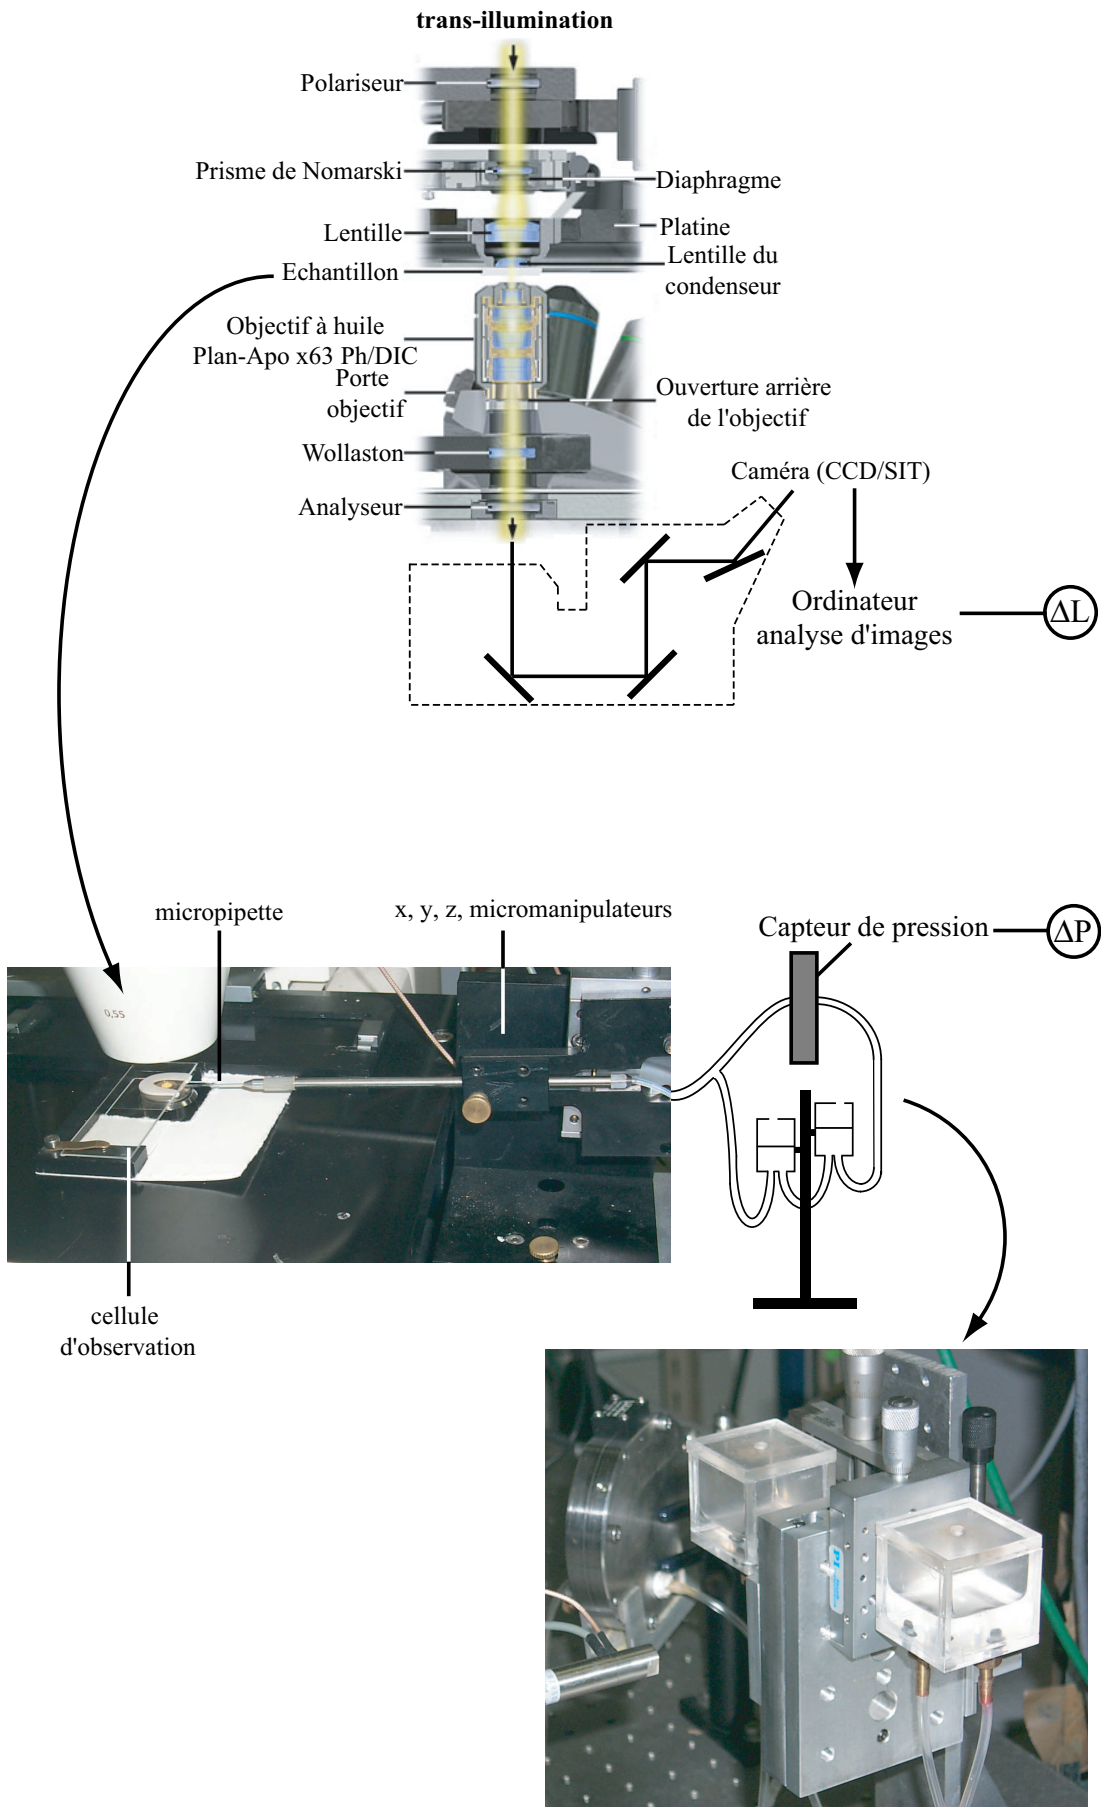 trans-illumination
Polariseur
Prisme de Nomarski
Diaphragme
Lentille
Platine
Lentille du
condenseur
Echantillon
Objectif à huile
Plan-Apo x63 Ph/DIC
Porte
objectif
Ouverture arrière
de l'objectif
Wollaston
Caméra (CCD/SIT)
Analyseur
Ordinateur
analyse d'images
ΔL
micropipette
x, y, z, micromanipulateurs
Capteur de pression
ΔP
0,55
cellule
d'observation
PI